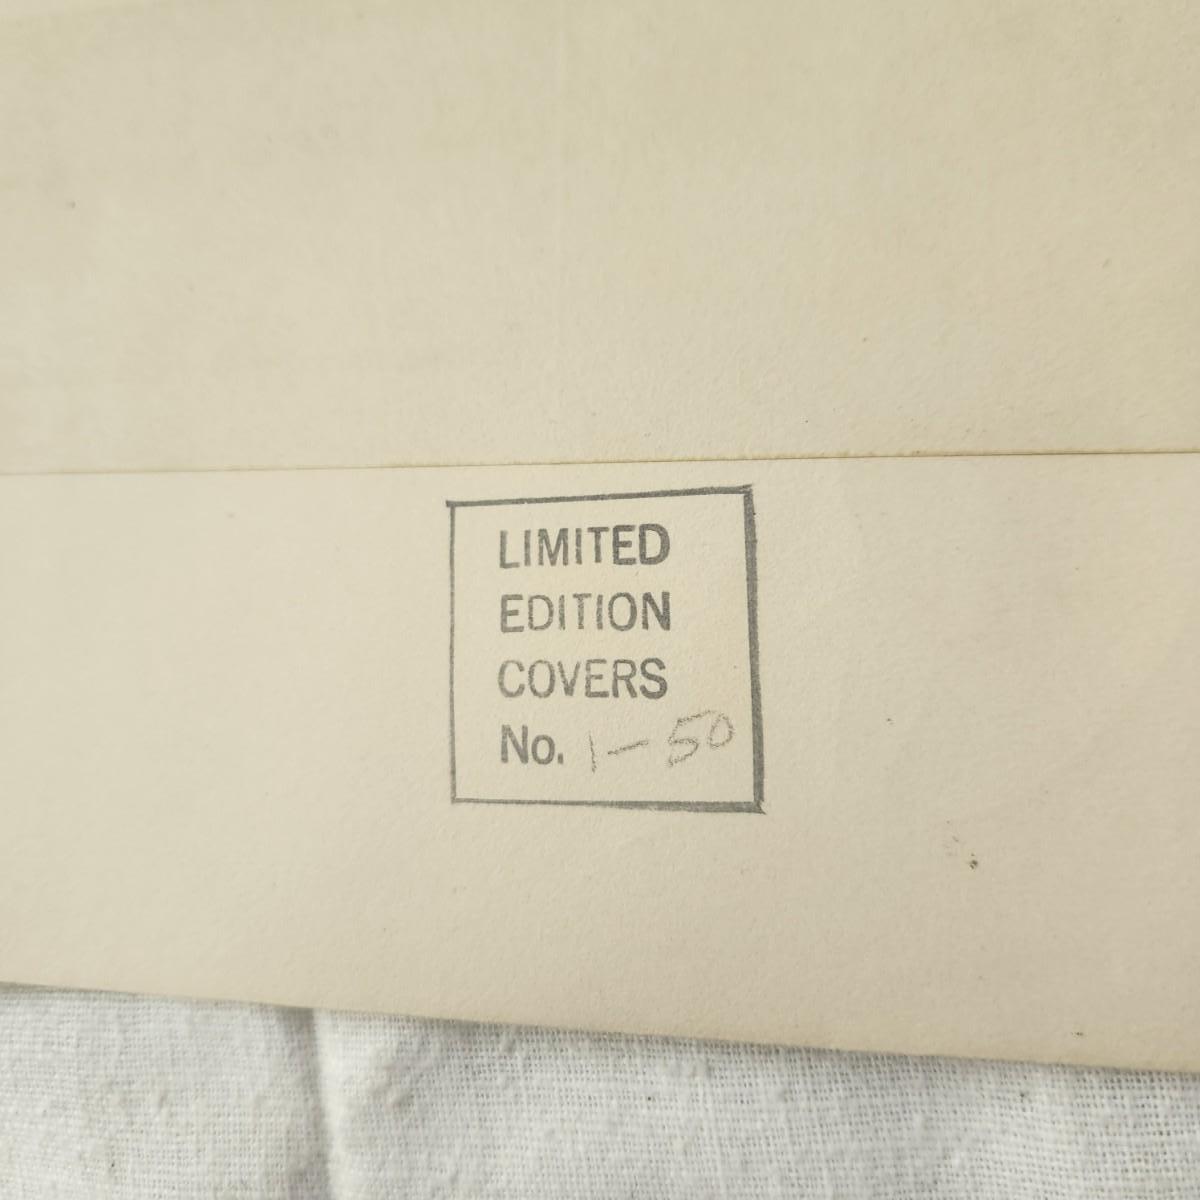 LIMITED
EDITION
COVERS
No. 1-50